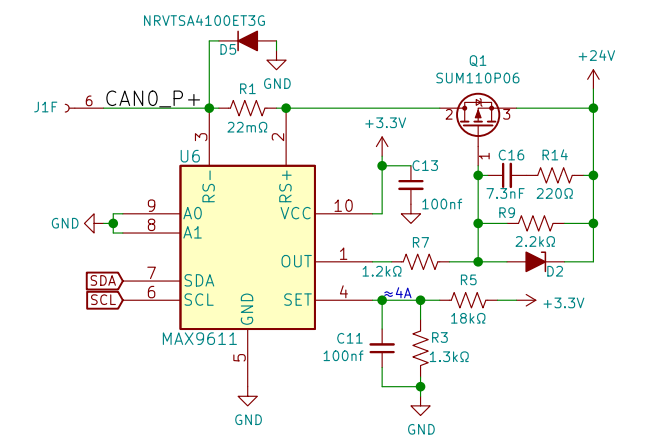 NRVTSA4100ET3G
D5
GND
Q1
SUM110P06
+24V
J1F
6
CAN0_P+
R1
22mΩ
2
3
1
+3.3V
3
2
U6
RS-
RS+
C13
100nf
C16
7.3nF
R14
220Ω
GND
9
A0
8
A1
VCC
10
R9
2.2kΩ
OUT
1
R7
1.2kΩ
D2
SDA
7
SDA
SCL
6
SCL
GND
SET
4
≈4A
R5
18kΩ
+3.3V
MAX9611
5
C11
100nf
R3
1.3kΩ
GND
GND